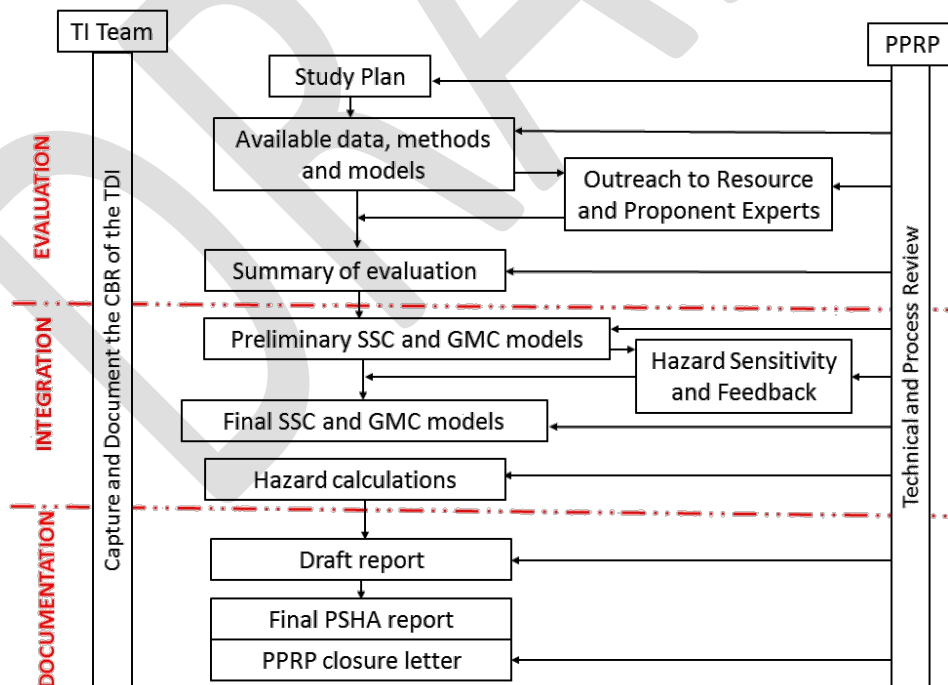 TI Team
PPRP
Study Plan
Available data, methods
and models
Outreach to Resource
and Proponent Experts
Summary of evaluation
Preliminary SSC and GMC models
Hazard Sensitivity
and Feedback
Final SSC and GMC models
Hazard calculations
Draft report
Final PSHA report
PPRP closure letter
EVALUATION
INTEGRATION
DOCUMENTATION
Capture and Document the CBR of the TDI
Technical and Process Review